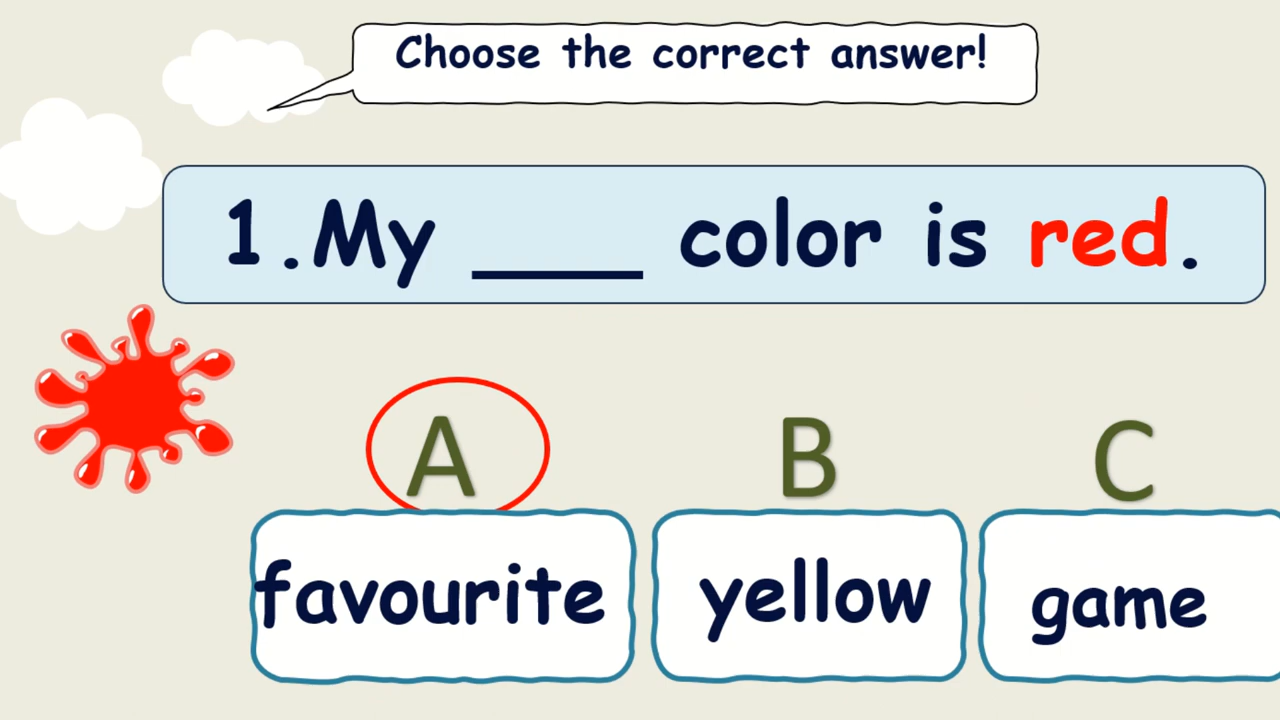 Choose the correct answer!
1.My ___ color is red.
A
B
C
favourite
yellow
game